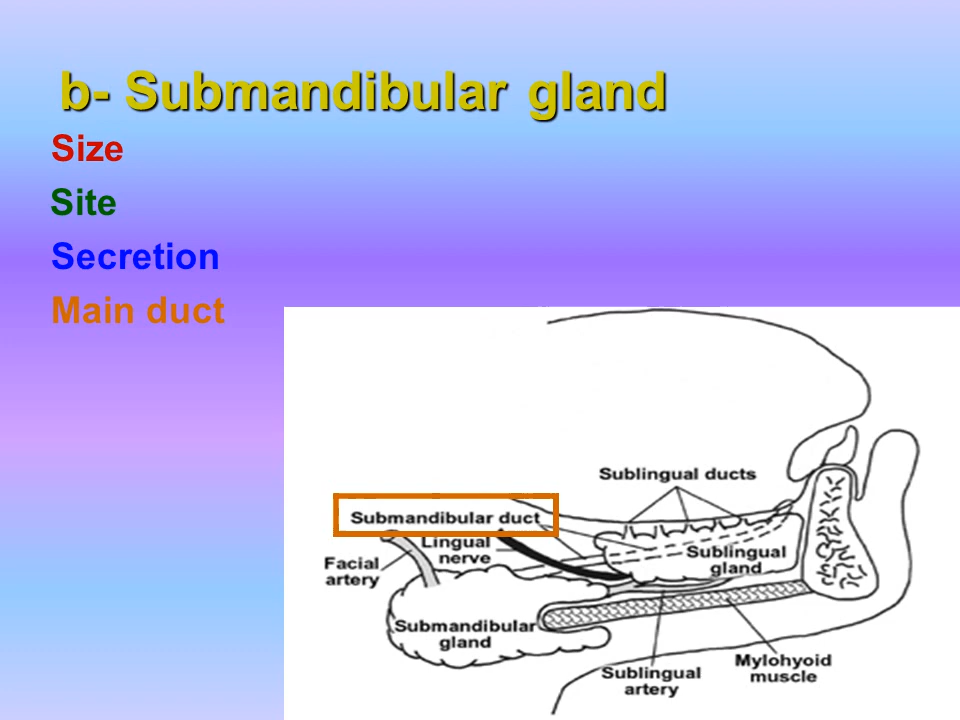 b- Submandibular gland
Size
Site
Secretion
Main duct
Sublingual ducts
Submandibular duct
Lingual
nerve
Facial
artery
Sublingual
gland
Submandibular
gland
Sublingual
artery
Mylohyoid
muscle